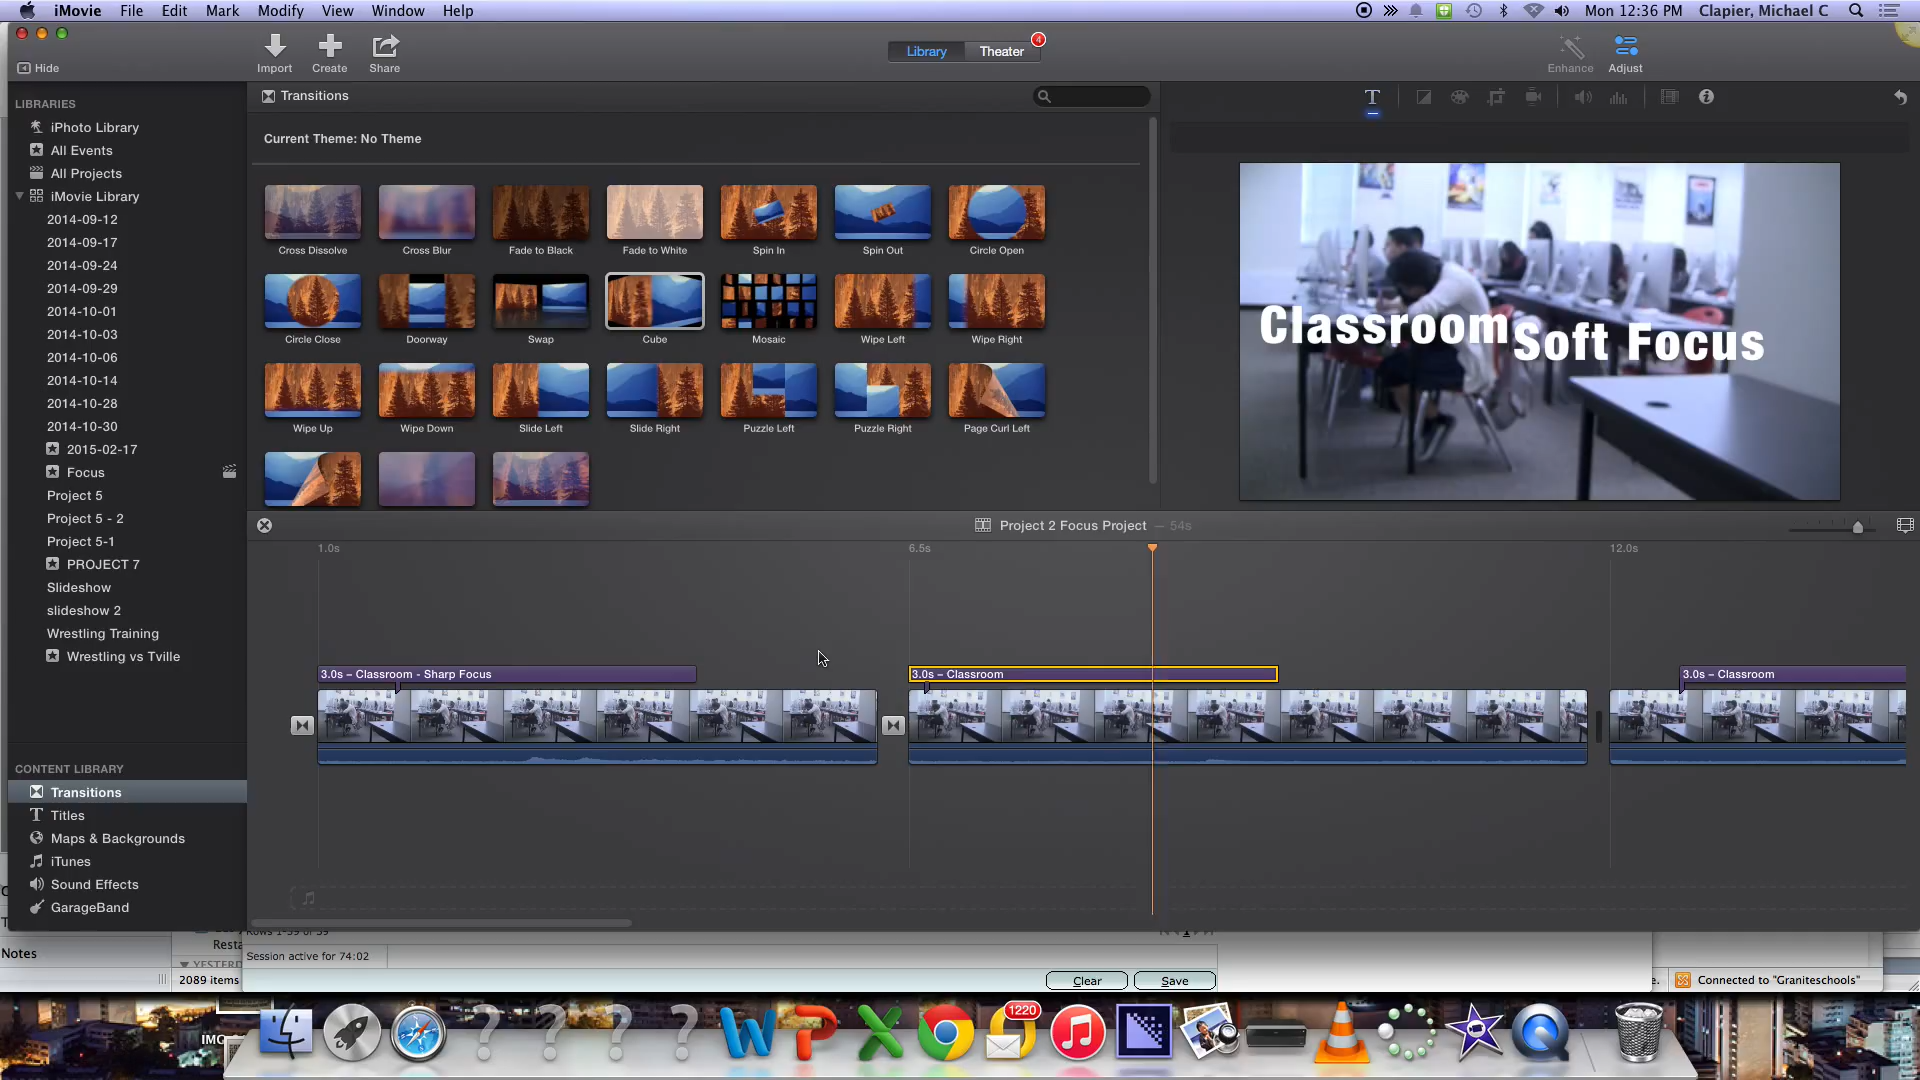 iMovie File Edit Mark Modify View Window Help
Mon 12:36 PM Clapier, Michael C
Hide
Import Create Share
Library Theater 4
Enhance Adjust
LIBRARIES
iPhoto Library
All Events
All Projects
iMovie Library
2014-09-12
2014-09-17
2014-09-24
2014-09-29
2014-10-01
2014-10-03
2014-10-06
2014-10-14
2014-10-28
2014-10-30
2015-02-17
Focus
Project 5
Project 5 - 2
Project 5-1
PROJECT 7
Slideshow
slideshow 2
Wrestling Training
Wrestling vs Tville
CONTENT LIBRARY
Transitions
Titles
Maps & Backgrounds
iTunes
Sound Effects
GarageBand
Transitions
Current Theme: No Theme
Cross Dissolve Cross Blur Fade to Black Fade to White Spin In Spin Out Circle Open
Circle Close Doorway Swap Cube Mosaic Wipe Left Wipe Right
Wipe Up Wipe Down Slide Left Slide Right Puzzle Left Puzzle Right Page Curl Left
T i
Classroom Soft Focus
Project 2 Focus Project — 54s
1.0s 6.5s 12.0s
3.0s – Classroom - Sharp Focus 3.0s – Classroom 3.0s – Classroom
Notes
Resta
YESTERD
2089 items
Rows 1-39 of 39
Session active for 74:02
Clear Save
Connected to "Graniteschools"
IMG
1220